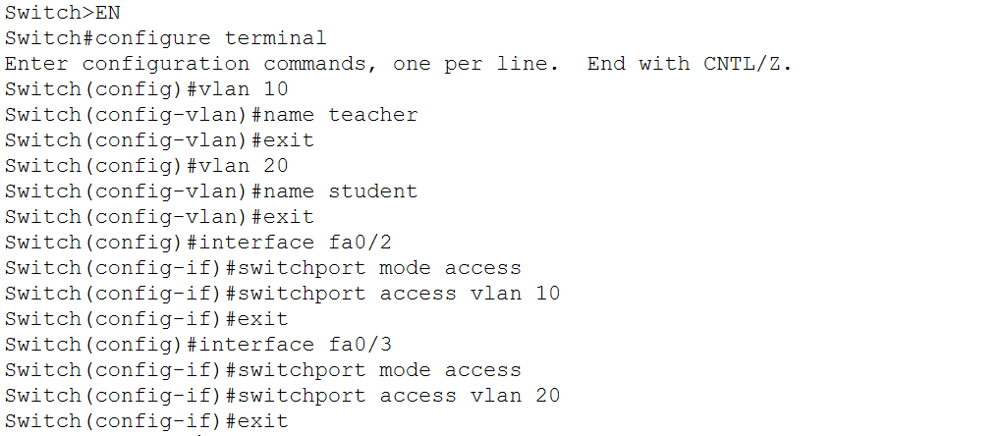 Switch>EN
Switch#configure terminal
Enter configuration commands, one per line.  End with CNTL/Z.
Switch(config)#vlan 10
Switch(config-vlan)#name teacher
Switch(config-vlan)#exit
Switch(config)#vlan 20
Switch(config-vlan)#name student
Switch(config-vlan)#exit
Switch(config)#interface fa0/2
Switch(config-if)#switchport mode access
Switch(config-if)#switchport access vlan 10
Switch(config-if)#exit
Switch(config)#interface fa0/3
Switch(config-if)#switchport mode access
Switch(config-if)#switchport access vlan 20
Switch(config-if)#exit